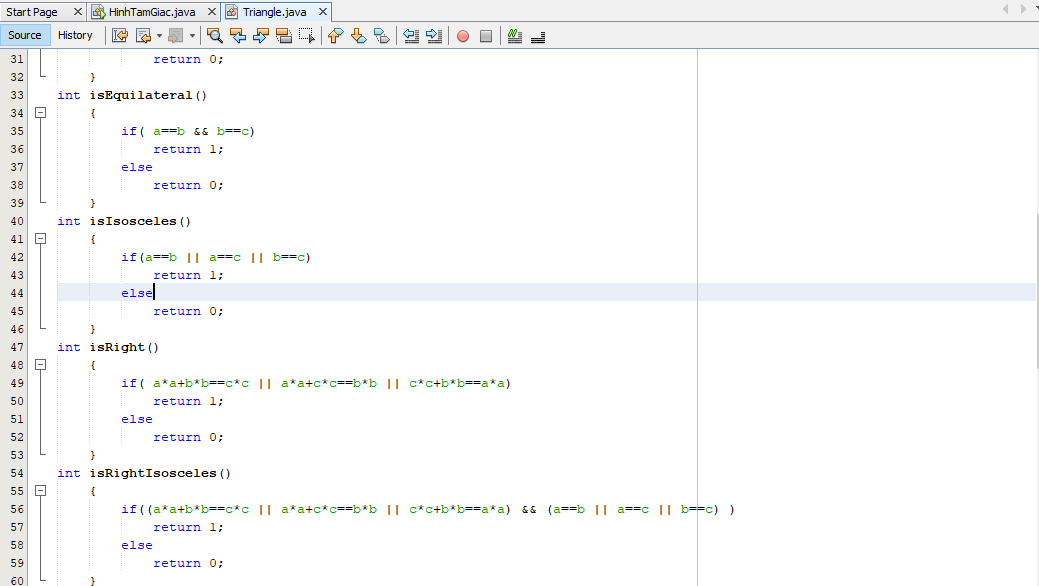 Start Page HinhTamGiac.java Triangle.java
Source History
31 return 0;
32 }
33 int isEquilateral()
34 {
35 if( a==b && b==c)
36 return 1;
37 else
38 return 0;
39 }
40 int isIsosceles()
41 {
42 if(a==b || a==c || b==c)
43 return 1;
44 else
45 return 0;
46 }
47 int isRight()
48 {
49 if( a*a+b*b==c*c || a*a+c*c==b*b || c*c+b*b==a*a)
50 return 1;
51 else
52 return 0;
53 }
54 int isRightIsosceles()
55 {
56 if((a*a+b*b==c*c || a*a+c*c==b*b || c*c+b*b==a*a) && (a==b || a==c || b==c) )
57 return 1;
58 else
59 return 0;
60 }